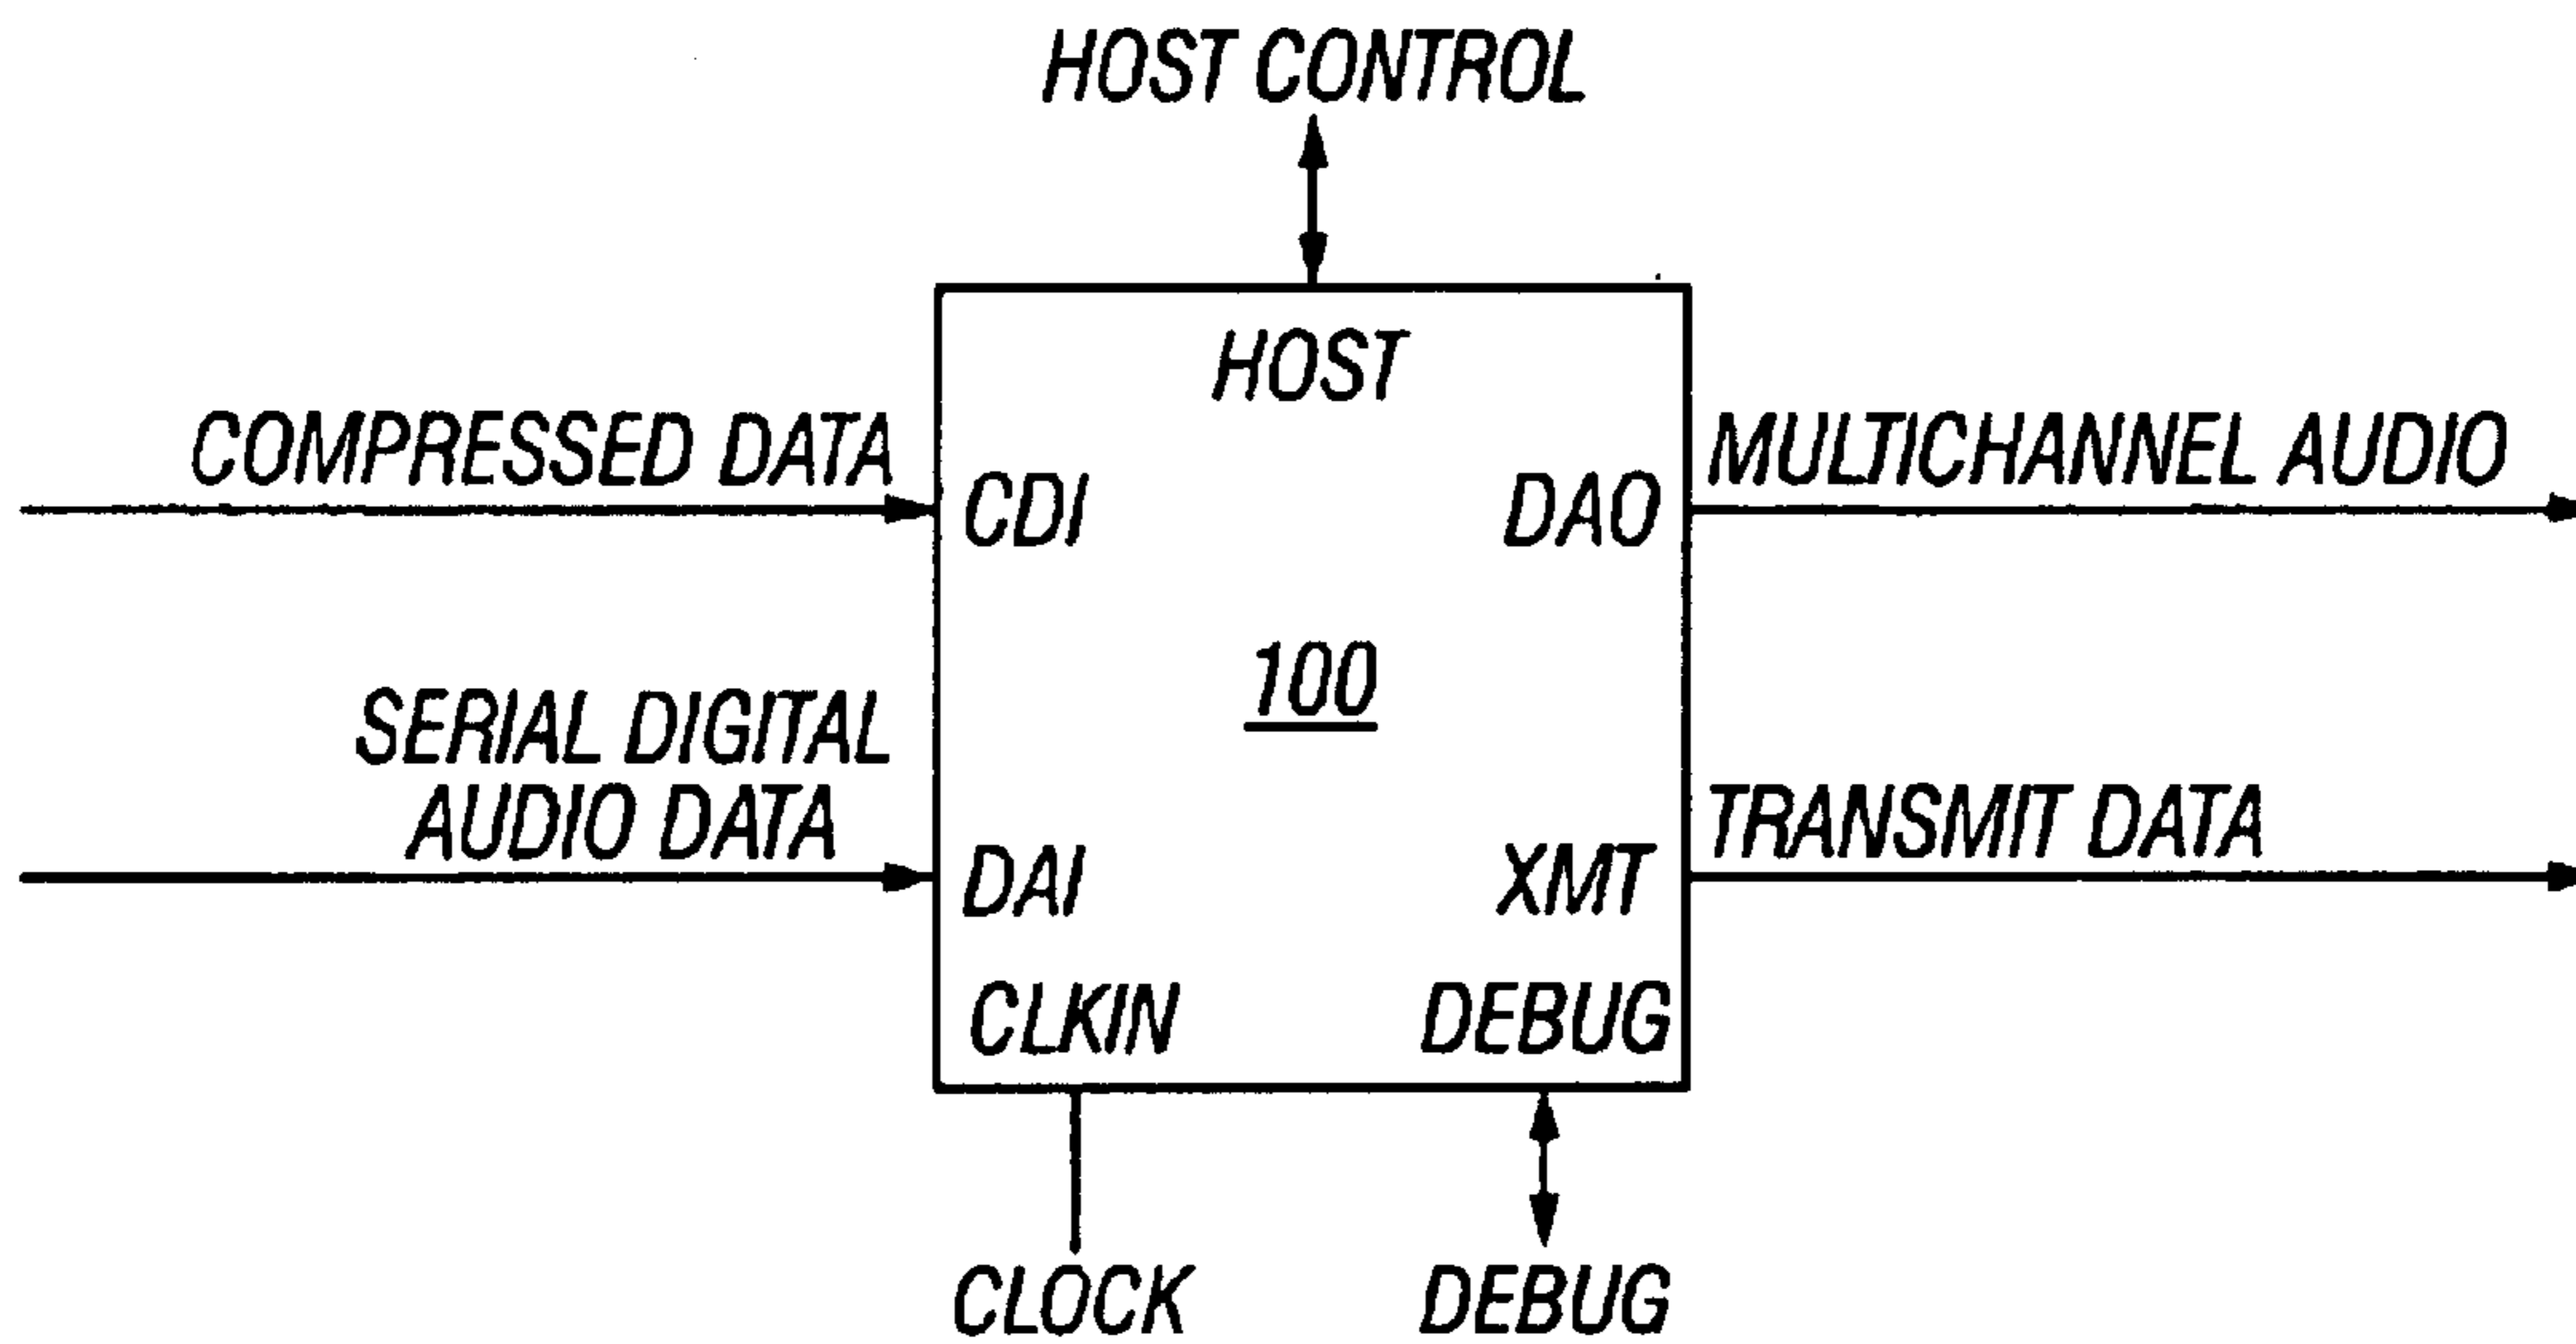 HOST CONTROL
HOST
COMPRESSED DATA
CDI
DAO
MULTICHANNEL AUDIO
100
SERIAL DIGITAL
AUDIO DATA
DAI
XMT
TRANSMIT DATA
CLKIN
DEBUG
CLOCK
DEBUG